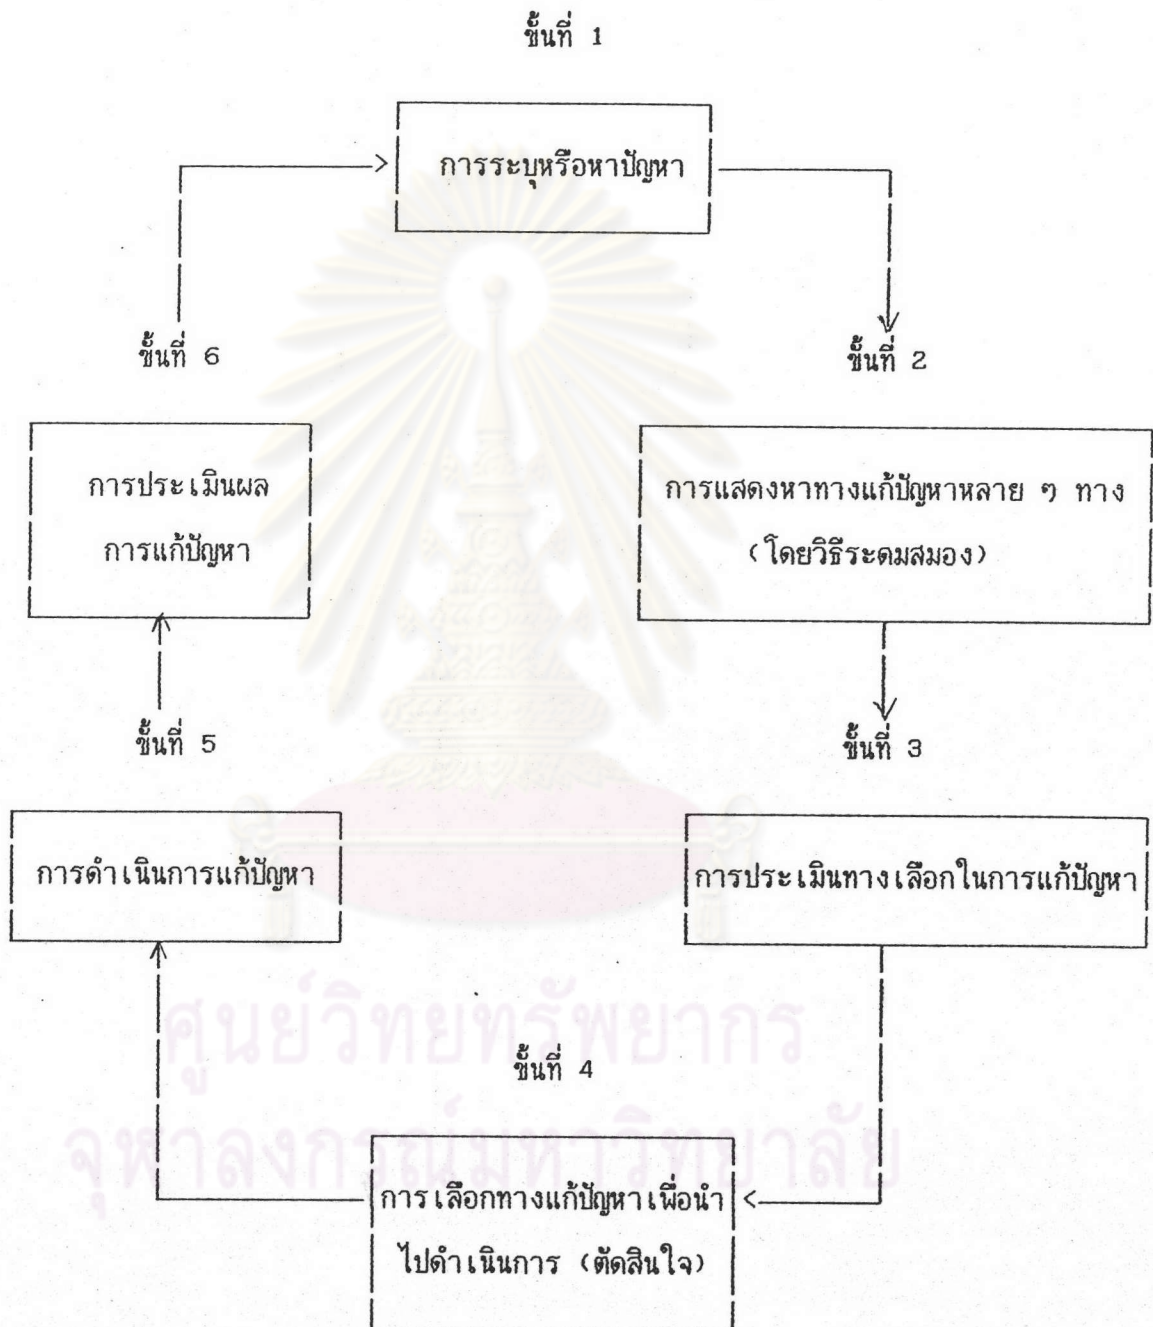 ขั้นที่ 1
การระบุหรือหาปัญหา
ขั้นที่ 6
ขั้นที่ 2
การประเมินผล
การแก้ปัญหา
การแสดงหาทางแก้ปัญหาหลาย ๆ ทาง
(โดยวิธีระดมสมอง)
ขั้นที่ 5
ขั้นที่ 3
การดำเนินการแก้ปัญหา
การประเมินทางเลือกในการแก้ปัญหา
ศูนย์วิทยทรัพยากร
ขั้นที่ 4
จุฬาลงกรณ์มหาวิทยาลัย
การเลือกทางแก้ปัญหาเพื่อนำ
ไปดำเนินการ (ตัดสินใจ)